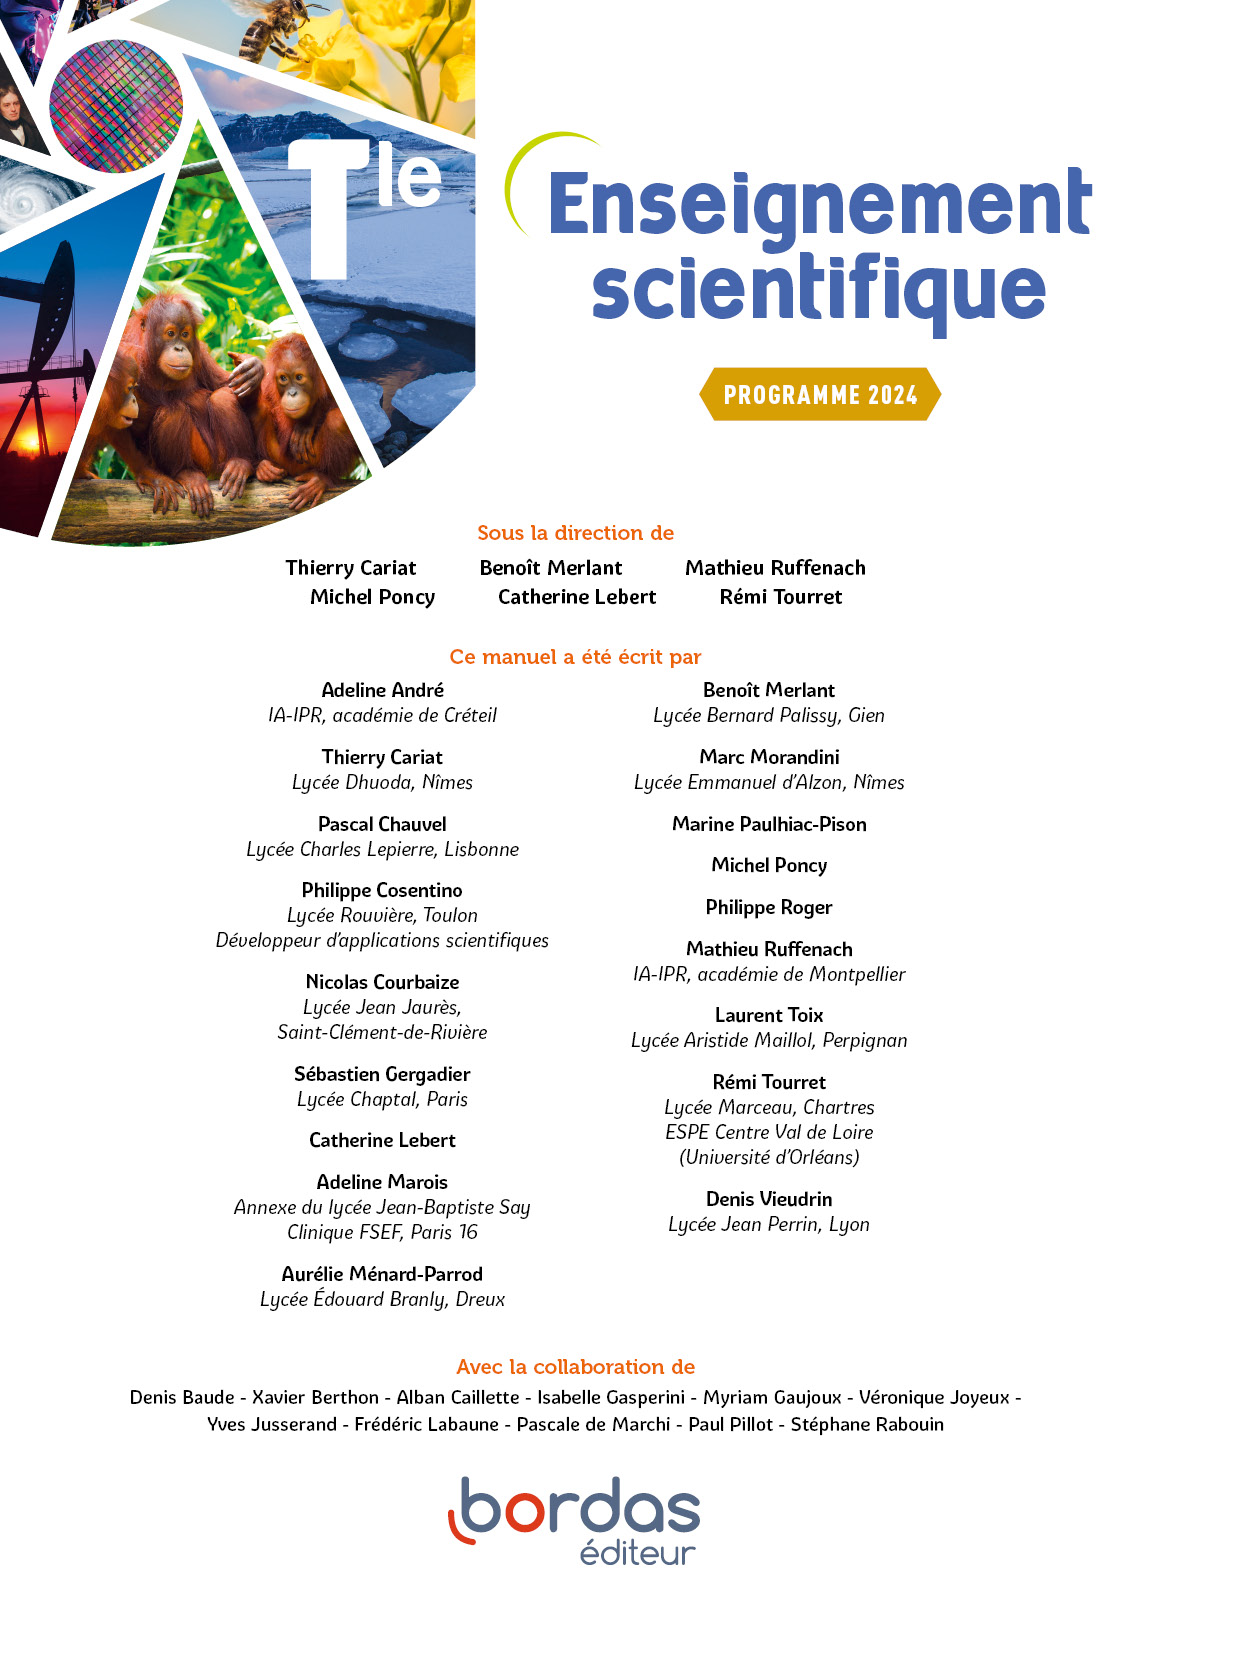 Tle
Enseignement
scientifique
PROGRAMME 2024
Sous la direction de
Thierry Cariat Benoît Merlant Mathieu Ruffenach
Michel Poncy Catherine Lebert Rémi Tourret
Ce manuel a été écrit par
Adeline André
IA-IPR, académie de Créteil
Thierry Cariat
Lycée Dhuoda, Nîmes
Pascal Chauvel
Lycée Charles Lepierre, Lisbonne
Philippe Cosentino
Lycée Rouvière, Toulon
Développeur d'applications scientifiques
Nicolas Courbaize
Lycée Jean Jaurès,
Saint-Clément-de-Rivière
Sébastien Gergadier
Lycée Chaptal, Paris
Catherine Lebert
Adeline Marois
Annexe du lycée Jean-Baptiste Say
Clinique FSEF, Paris 16
Aurélie Ménard-Parrod
Lycée Édouard Branly, Dreux
Benoît Merlant
Lycée Bernard Palissy, Gien
Marc Morandini
Lycée Emmanuel d'Alzon, Nîmes
Marine Paulhiac-Pison
Michel Poncy
Philippe Roger
Mathieu Ruffenach
IA-IPR, académie de Montpellier
Laurent Toix
Lycée Aristide Maillol, Perpignan
Rémi Tourret
Lycée Marceau, Chartres
ESPE Centre Val de Loire
(Université d'Orléans)
Denis Vieudrin
Lycée Jean Perrin, Lyon
Avec la collaboration de
Denis Baude - Xavier Berthon - Alban Caillette - Isabelle Gasperini - Myriam Gaujoux - Véronique Joyeux -
Yves Jusserand - Frédéric Labaune - Pascale de Marchi - Paul Pillot - Stéphane Rabouin
bordas
éditeur